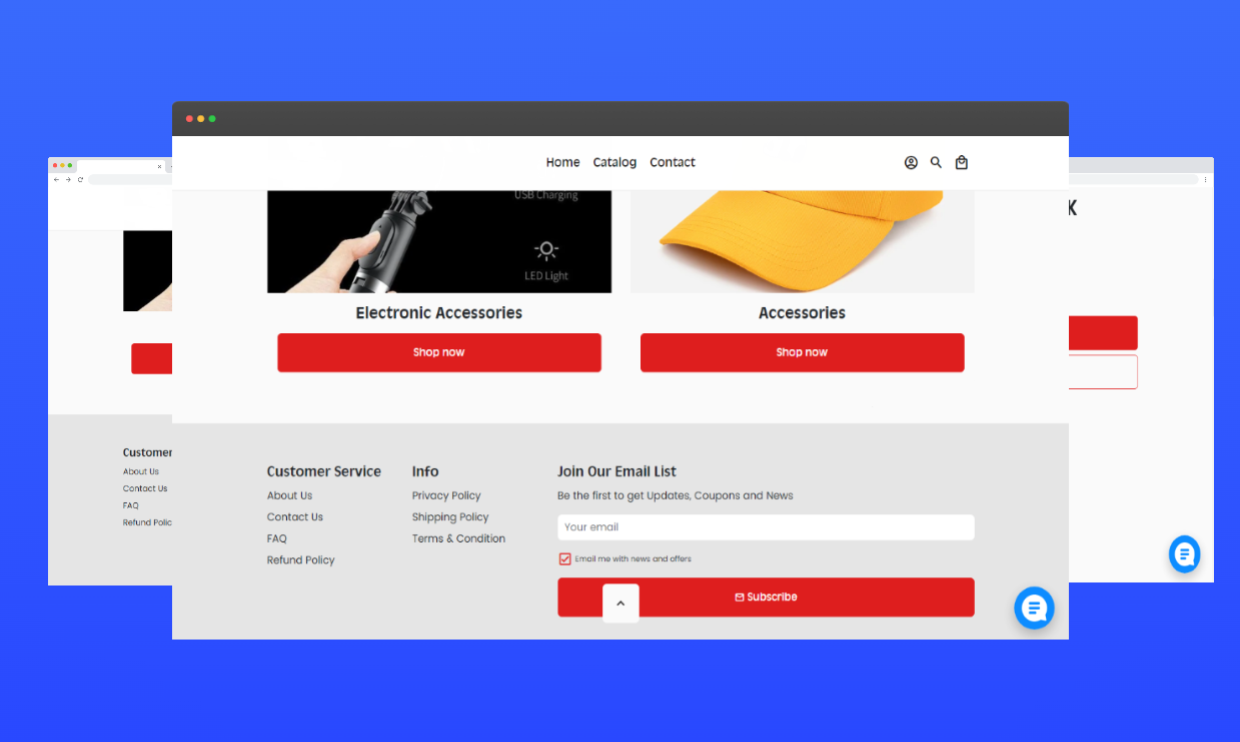 Home Catalog Contact
USB Charging
LED Light
Electronic Accessories
Accessories
Shop now
Shop now
Customer Service
About Us
Contact Us
FAQ
Refund Policy
Info
Privacy Policy
Shipping Policy
Terms & Condition
Join Our Email List
Be the first to get Updates, Coupons and News
Your email
Email me with news and offers
Subscribe
Customer
About Us
Contact Us
FAQ
Refund Polic
K